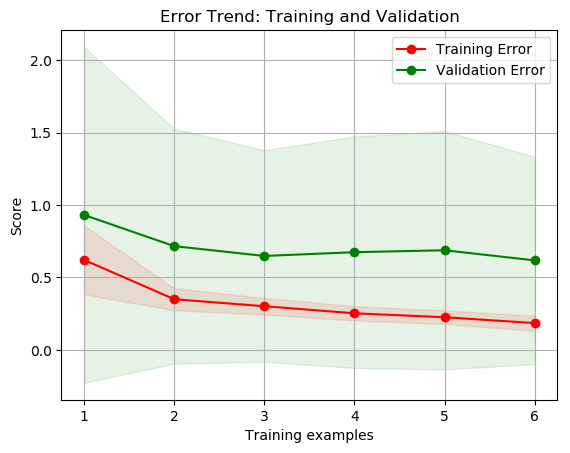 Error Trend: Training and Validation
Training Error
Validation Error
2.0
1.5
1.0
0.5
0.0
Score
1 2 3 4 5 6
Training examples